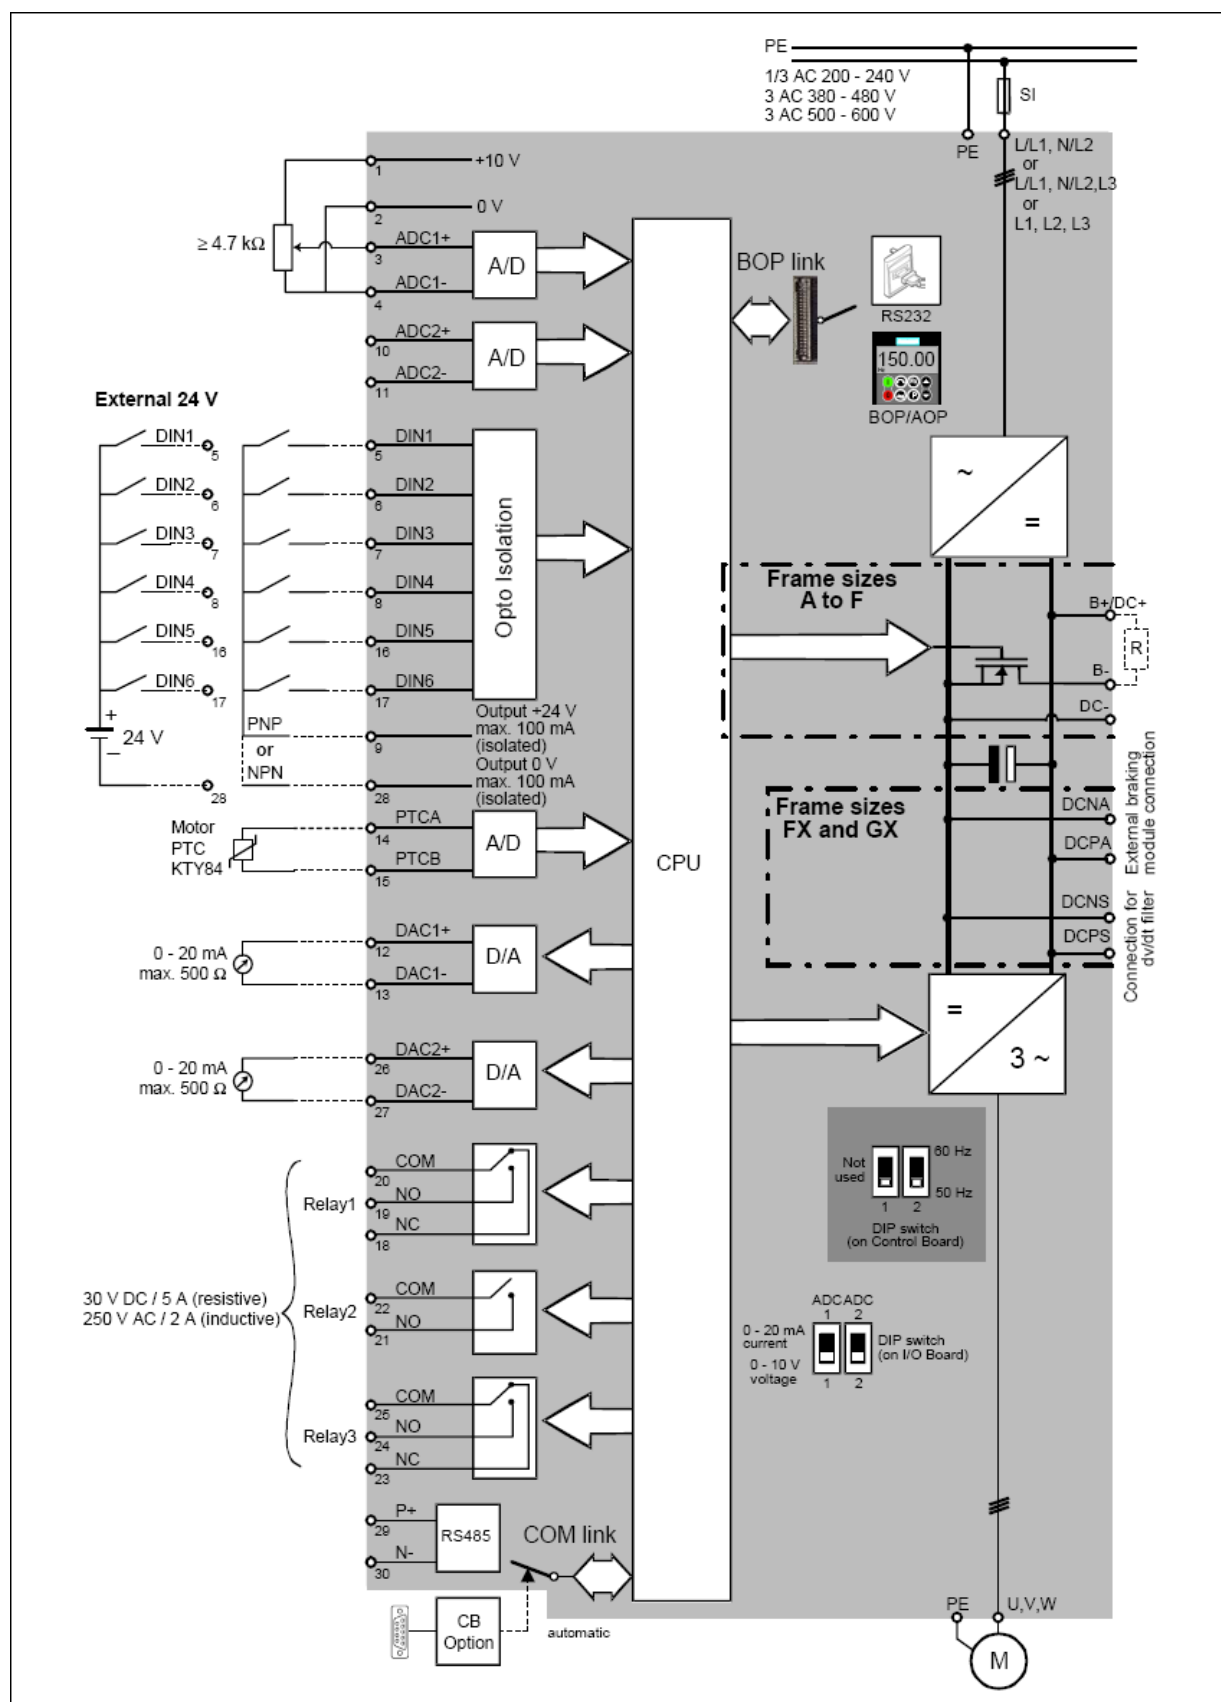 PE
1/3 AC 200 - 240 V
3 AC 380 - 480 V
3 AC 500 - 600 V
SI
PE
L/L1, N/L2
or
L/L1, N/L2,L3
or
L1, L2, L3
1
+10 V
2
0 V
≥ 4.7 kΩ
3
ADC1+
A/D
4
ADC1-
10
ADC2+
A/D
11
ADC2-
BOP link
RS232
150.00
Hz
BOP/AOP
~
=
External 24 V
DIN1
5
DIN2
6
DIN3
7
DIN4
8
DIN5
16
DIN6
17
+
24 V
–
28
PNP
or
NPN
5
DIN1
6
DIN2
7
DIN3
8
DIN4
16
DIN5
17
DIN6
Opto Isolation
9
Output +24 V
max. 100 mA
(isolated)
28
Output 0 V
max. 100 mA
(isolated)
CPU
Frame sizes
A to F
B+/DC+
R
B-
DC-
Frame sizes
FX and GX
DCNA
DCPA
DCNS
DCPS
External braking
module connection
Connection for
dv/dt filter
=
3 ~
Motor
PTC
KTY84
14
PTCA
15
PTCB
A/D
0 - 20 mA
max. 500 Ω
12
DAC1+
13
DAC1-
D/A
0 - 20 mA
max. 500 Ω
26
DAC2+
27
DAC2-
D/A
Not
used
60 Hz
50 Hz
1 2
DIP switch
(on Control Board)
30 V DC / 5 A (resistive)
250 V AC / 2 A (inductive)
Relay1
20
COM
19
NO
18
NC
Relay2
22
COM
21
NO
Relay3
25
COM
24
NO
23
NC
ADC ADC
1 2
0 - 20 mA
current
0 - 10 V
voltage
1 2
DIP switch
(on I/O Board)
29
P+
30
N-
RS485
COM link
CB
Option
automatic
PE
U,V,W
M